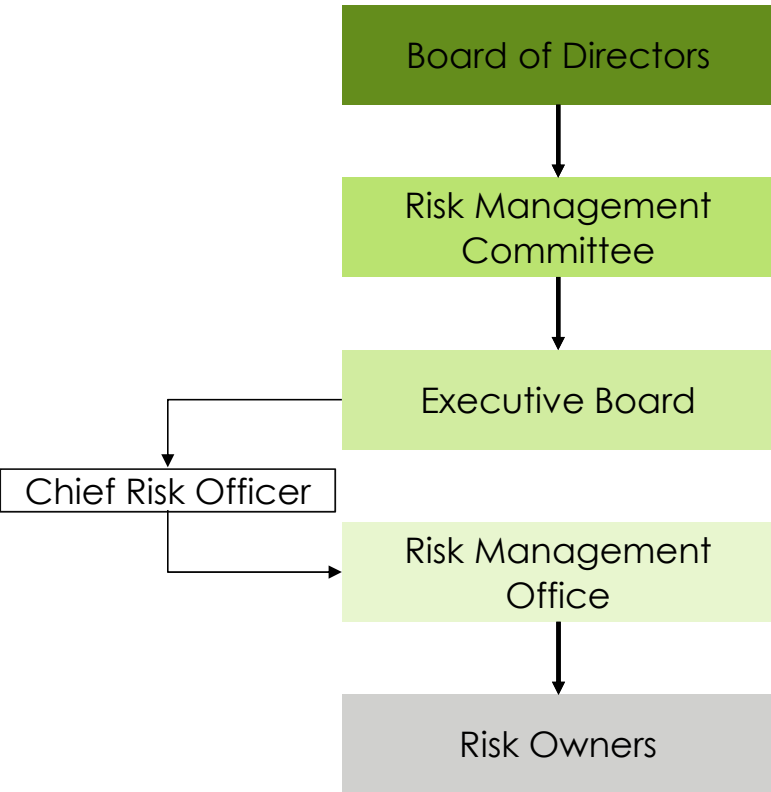 Board of Directors
Risk Management
Committee
Executive Board
Chief Risk Officer
Risk Management
Office
Risk Owners